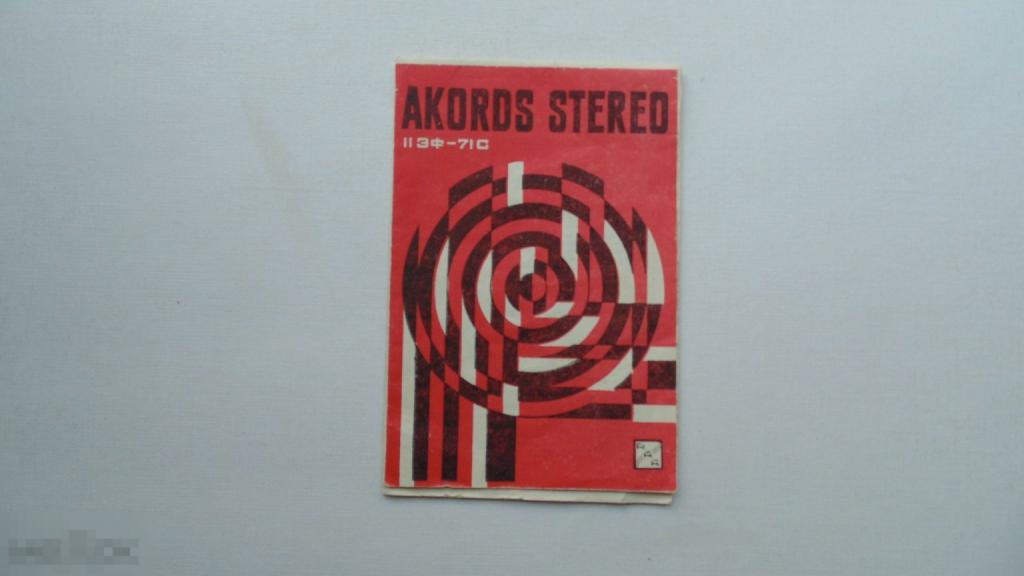 AKORDS STEREO
II ЭФ-71С